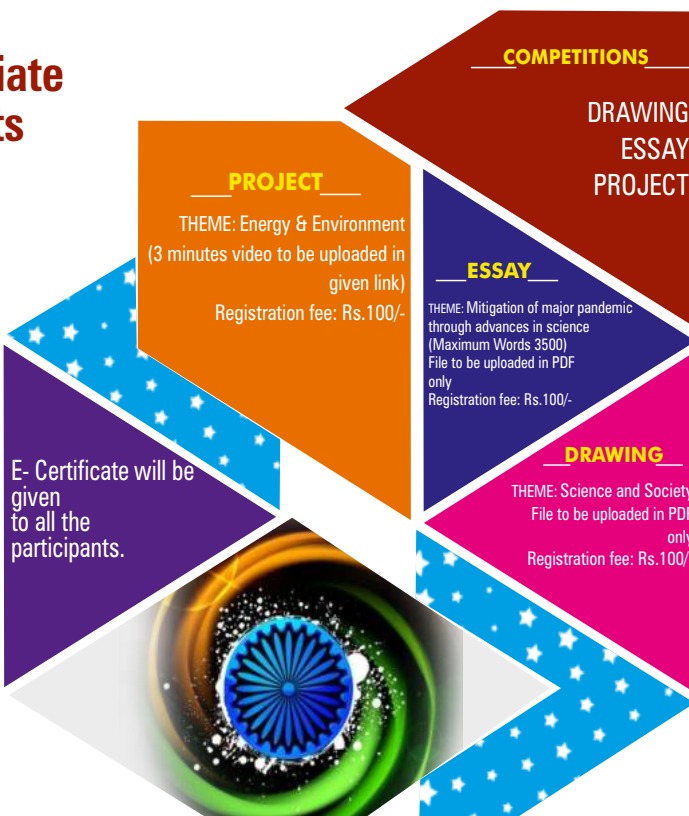 iate
ts
COMPETITIONS
DRAWING
ESSAY
PROJECT
PROJECT
THEME: Energy & Environment
(3 minutes video to be uploaded in
given link)
Registration fee: Rs.100/-
ESSAY
THEME: Mitigation of major pandemic
through advances in science
(Maximum Words 3500)
File to be uploaded in PDF
only
Registration fee: Rs.100/-
DRAWING
THEME: Science and Society
File to be uploaded in PDF
only
Registration fee: Rs.100/
E- Certificate will be
given
to all the
participants.